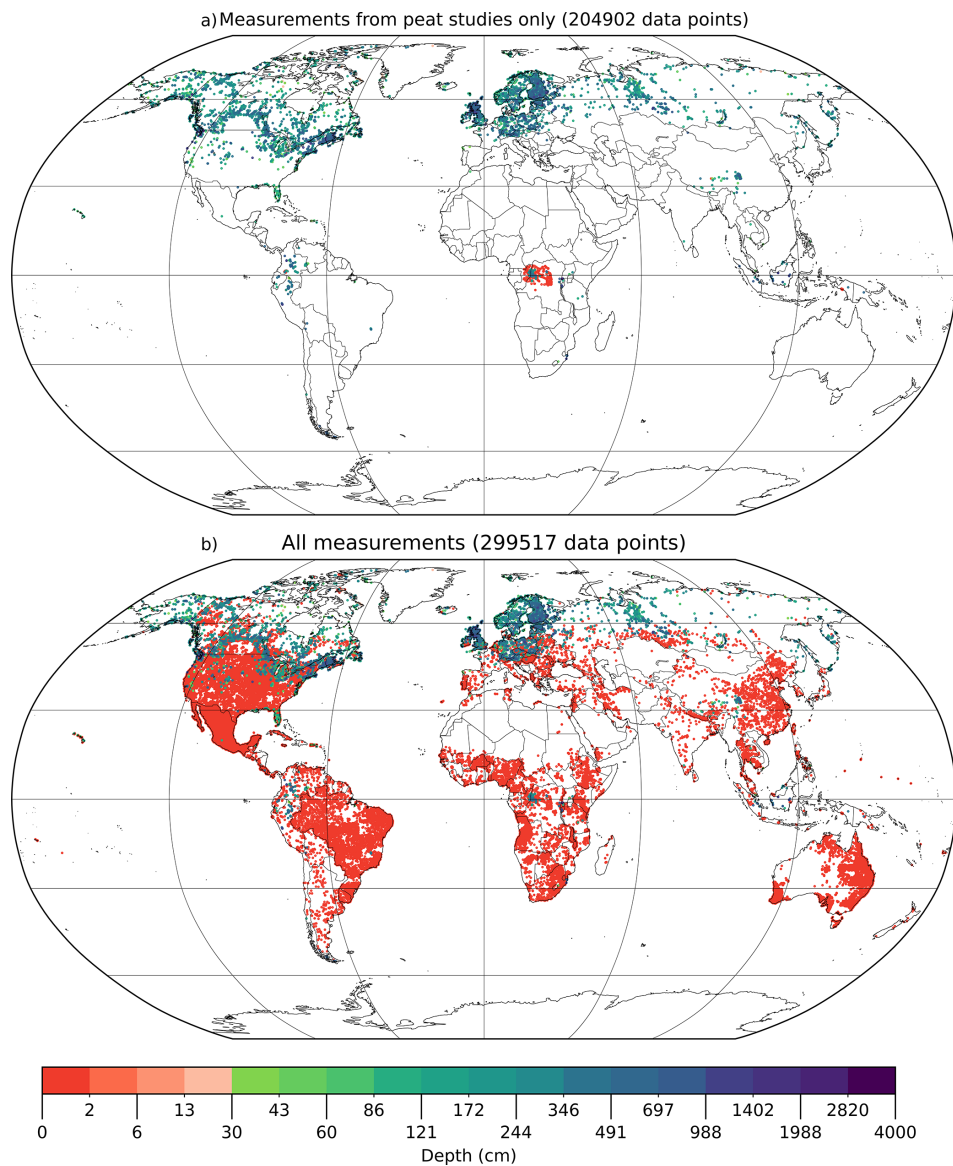 a)Measurements from peat studies only (204902 data points)
b) All measurements (299517 data points)
2 13 43 86 172 346 697 1402 2820
0 6 30 60 121 244 491 988 1988 4000
Depth (cm)